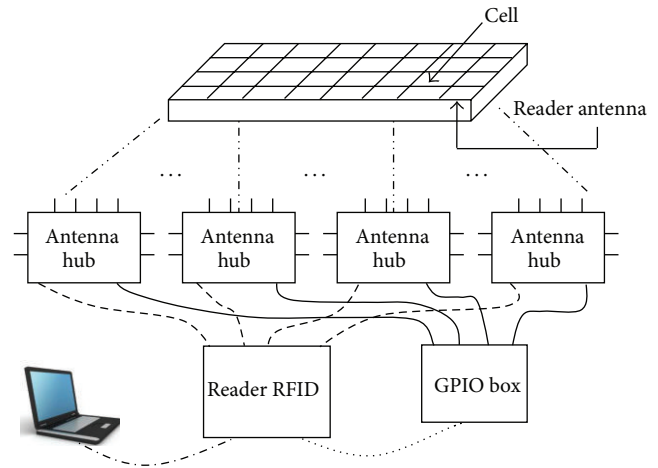 Cell
Reader antenna
...
...
...
Antenna
hub
Antenna
hub
Antenna
hub
Antenna
hub
Reader RFID
GPIO box